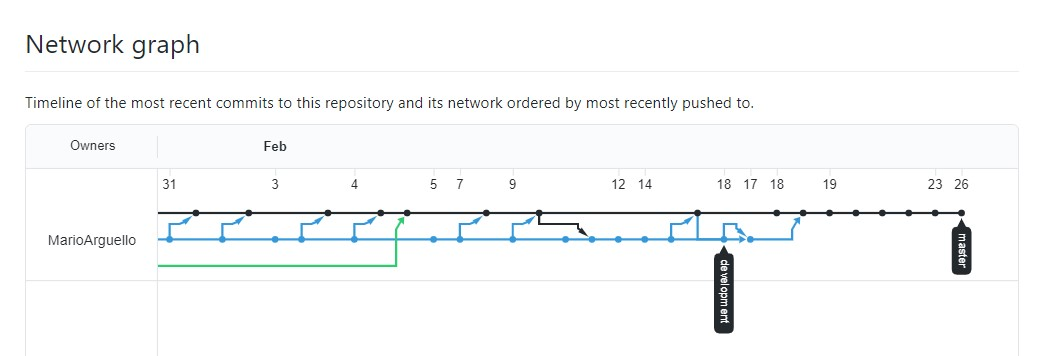 Network graph
Timeline of the most recent commits to this repository and its network ordered by most recently pushed to.
Owners Feb
31 3 4 5 7 9 12 14 18 17 18 19 23 26
MarioArguello
master
development